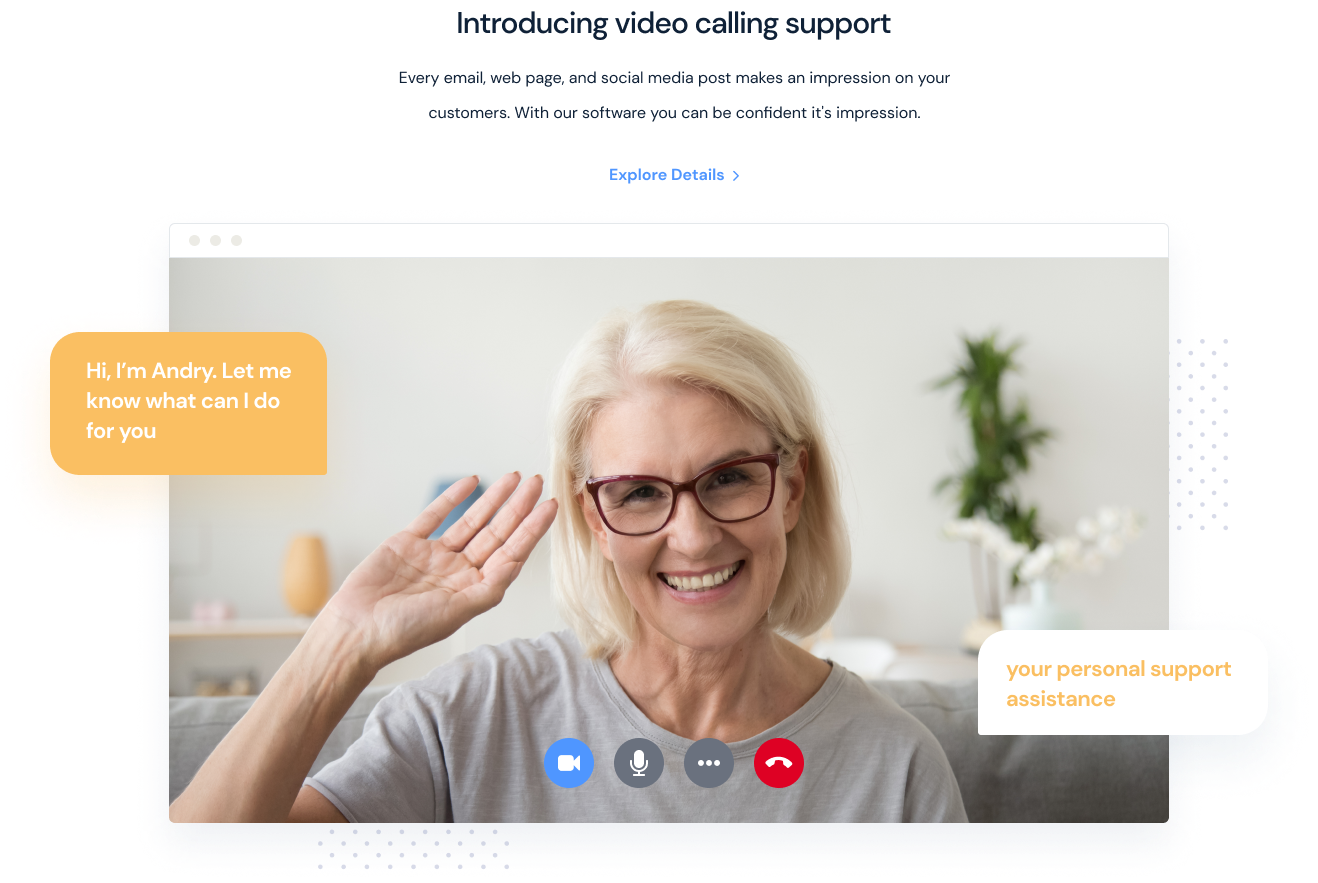 Introducing video calling support
Every email, web page, and social media post makes an impression on your
customers. With our software you can be confident it's impression.
Explore Details
Hi, I’m Andry. Let me
know what can I do
for you
your personal support
assistance